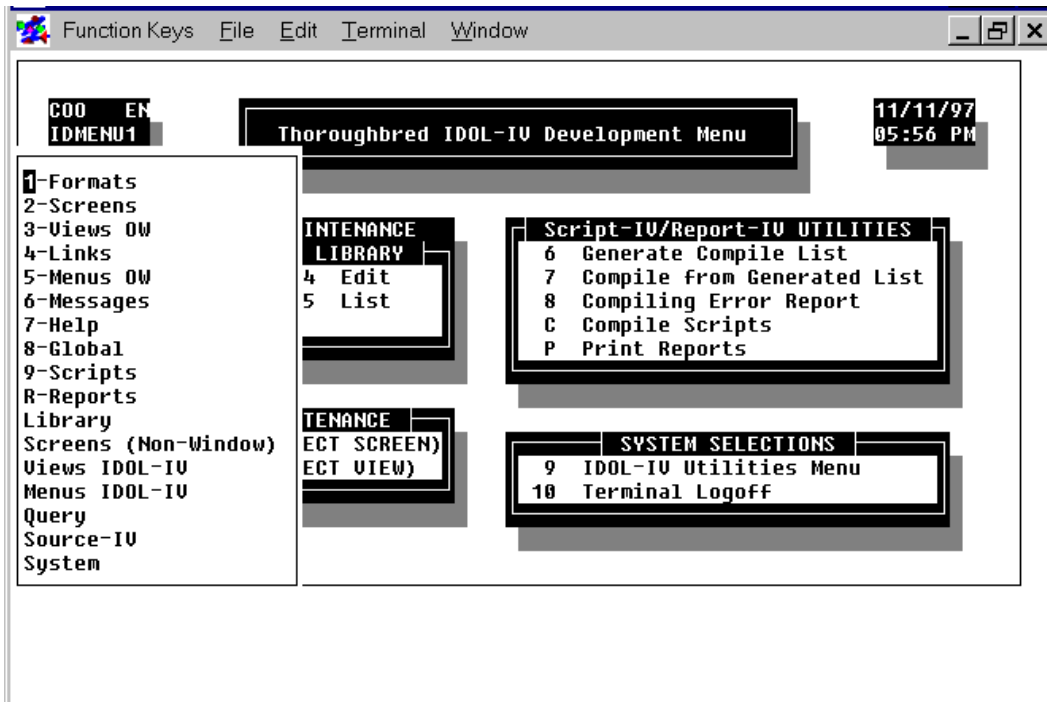 Function Keys File Edit Terminal Window
COO EN
IDMENU1
Thoroughbred IDOL-IV Development Menu
11/11/97
05:56 PM
1-Formats
2-Screens
3-Views OW
4-Links
5-Menus OW
6-Messages
7-Help
8-Global
9-Scripts
R-Reports
Library
Screens (Non-Window)
Views IDOL-IV
Menus IDOL-IV
Query
Source-IV
System
INTENANCE
LIBRARY
4 Edit
5 List
Script-IV/Report-IV UTILITIES
6 Generate Compile List
7 Compile from Generated List
8 Compiling Error Report
C Compile Scripts
P Print Reports
TENANCE
ECT SCREEN)
ECT VIEW)
SYSTEM SELECTIONS
9 IDOL-IV Utilities Menu
10 Terminal Logoff